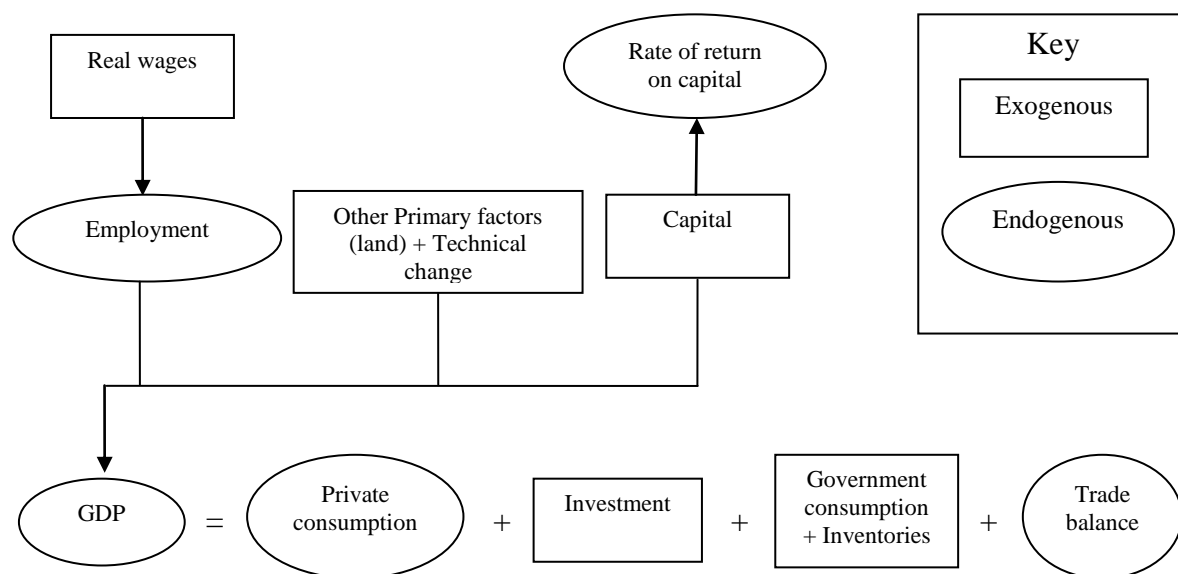 Real wages
Rate of return
on capital
Key
Exogenous
Endogenous
Employment
Other Primary factors
(land) + Technical
change
Capital
GDP
=
Private
consumption
+
Investment
+
Government
consumption
+ Inventories
+
Trade
balance